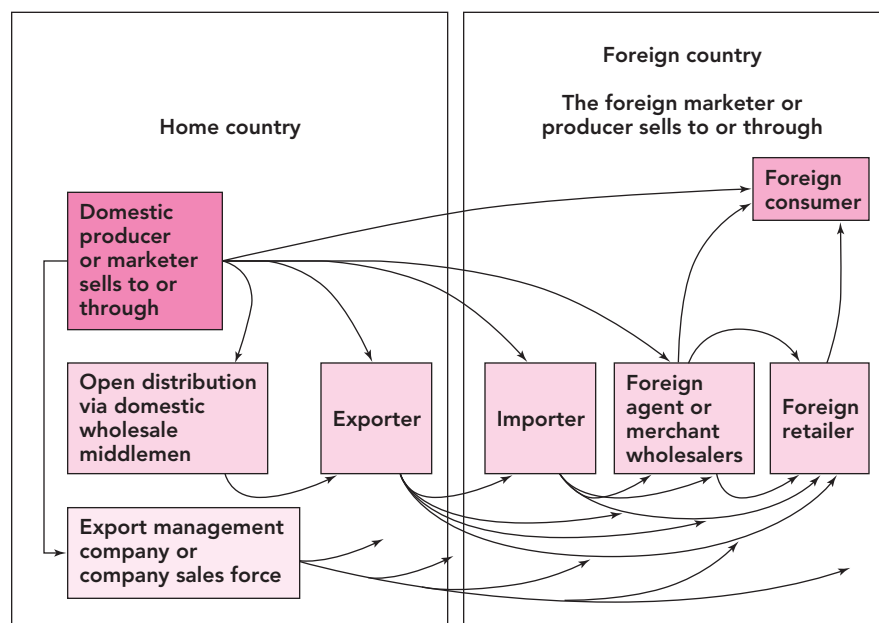 Home country
Foreign country
The foreign marketer or
producer sells to or through
Domestic
producer
or marketer
sells to or
through
Foreign
consumer
Open distribution
via domestic
wholesale
middlemen
Exporter
Importer
Foreign
agent or
merchant
wholesalers
Foreign
retailer
Export management
company or
company sales force